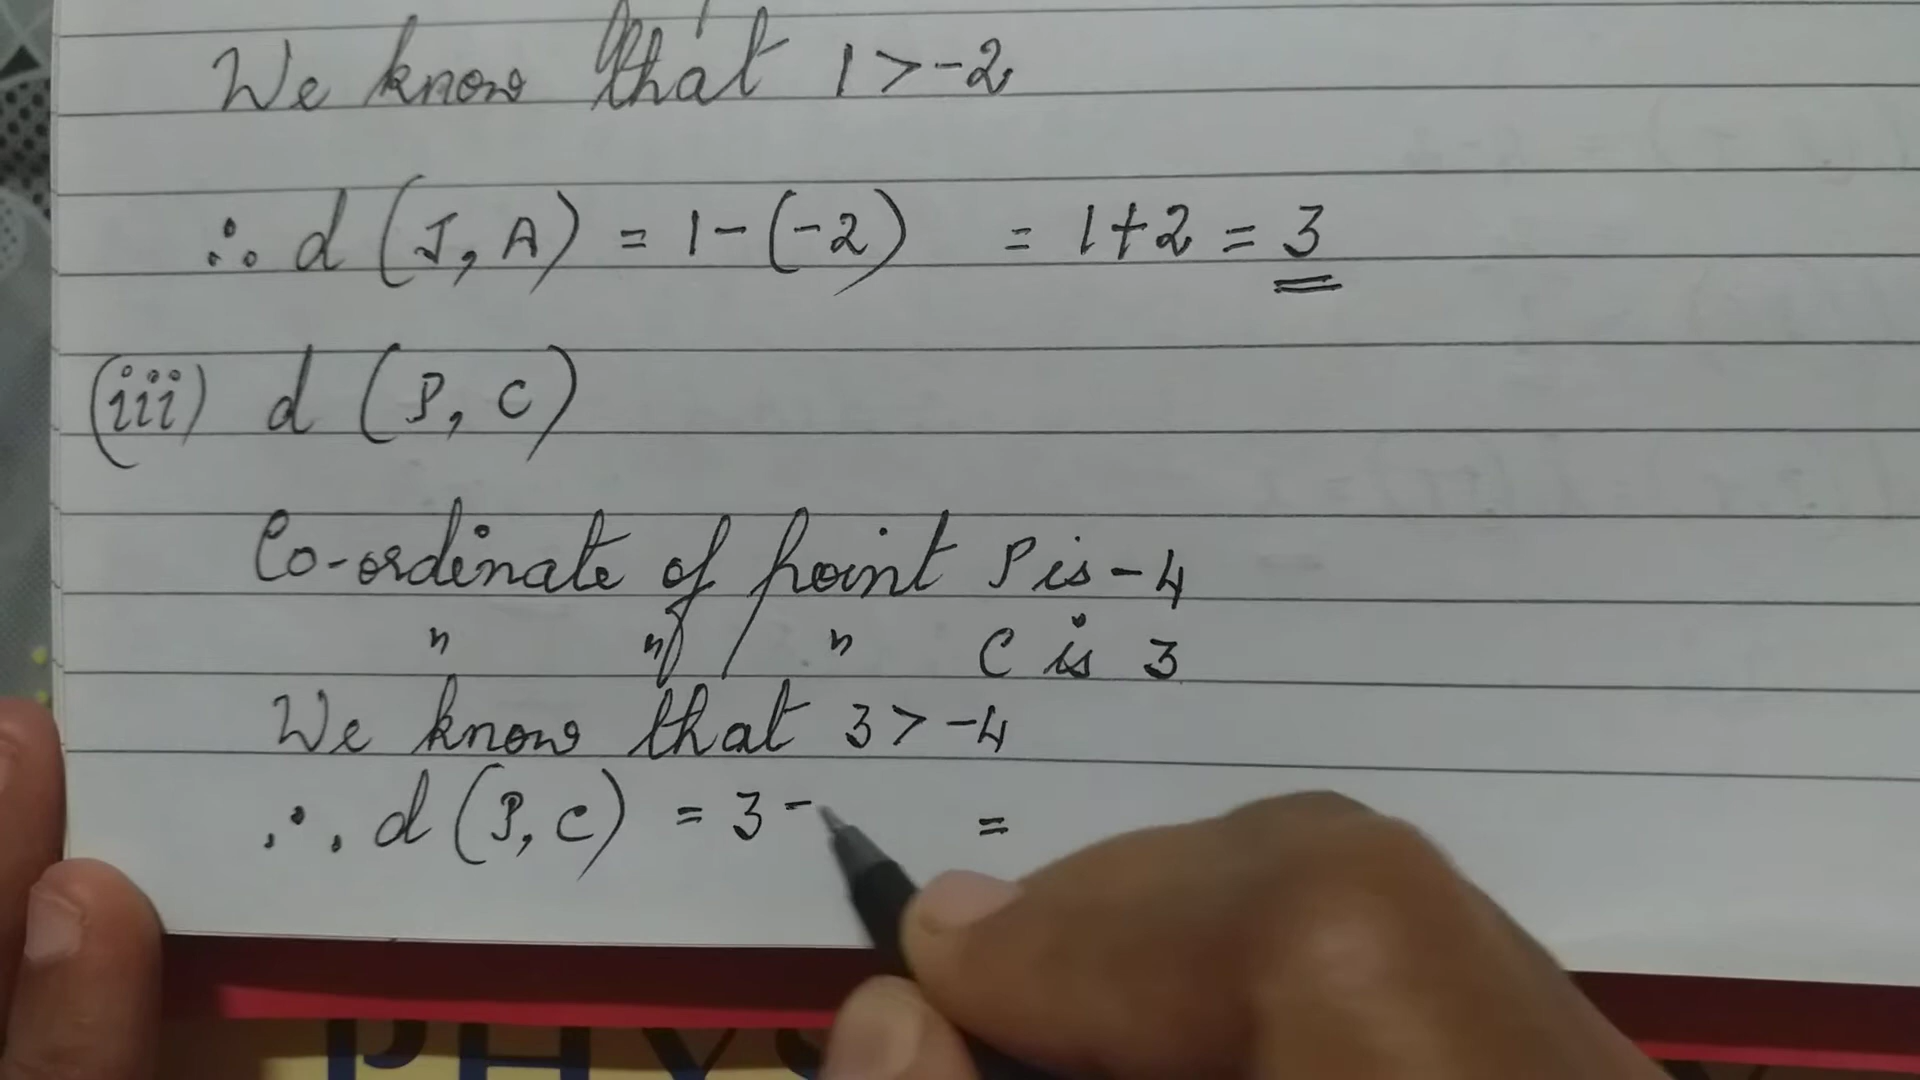 We know that 1 > -2
∴ d (J, A) = 1 - (-2) = 1+2 = 3
(iii) d (P, C)
Co-ordinate of point P is -4
" " " C is 3
We know that 3 > -4
∴ d (P, C) = 3 - =
PHYS